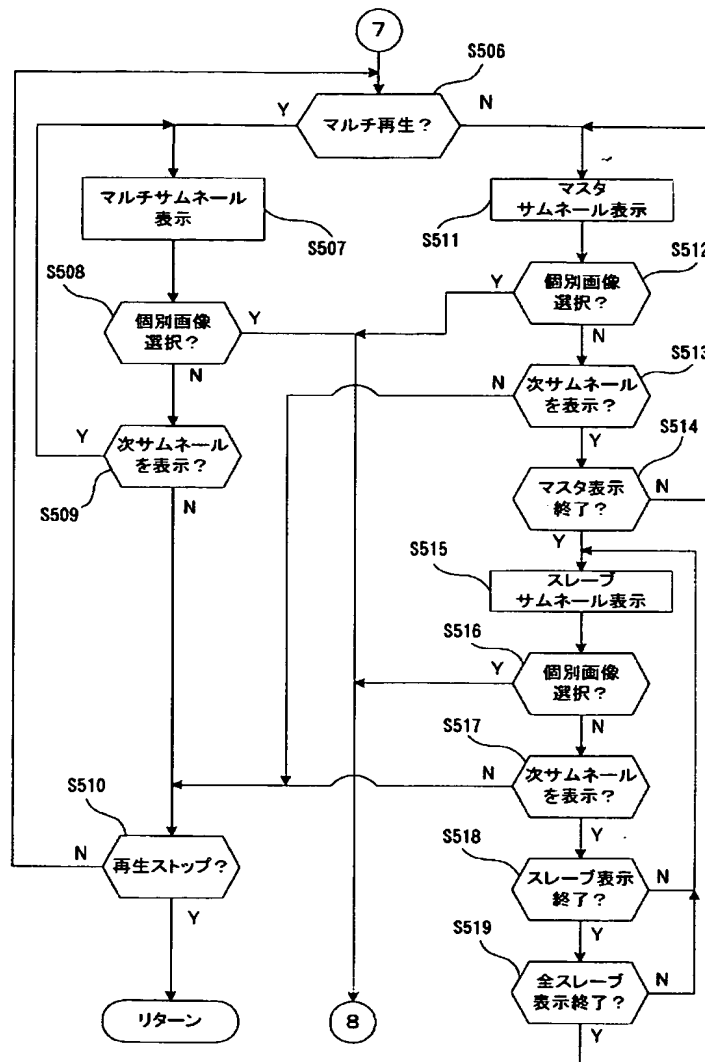 7
S506
Y
マルチ再生？
N
マルチサムネール
表示
S507
マスタ
サムネール表示
S511
S508
個別画像
選択？
Y
N
S512
Y
個別画像
選択？
N
S513
N
次サムネール
を表示？
Y
Y
次サムネール
を表示？
S509
N
S514
マスタ表示
終了？
N
Y
S515
スレーブ
サムネール表示
S516
Y
個別画像
選択？
N
S517
N
次サムネール
を表示？
Y
S510
N
再生ストップ？
Y
S518
スレーブ表示
終了？
N
Y
S519
全スレーブ
表示終了？
N
Y
リターン
8